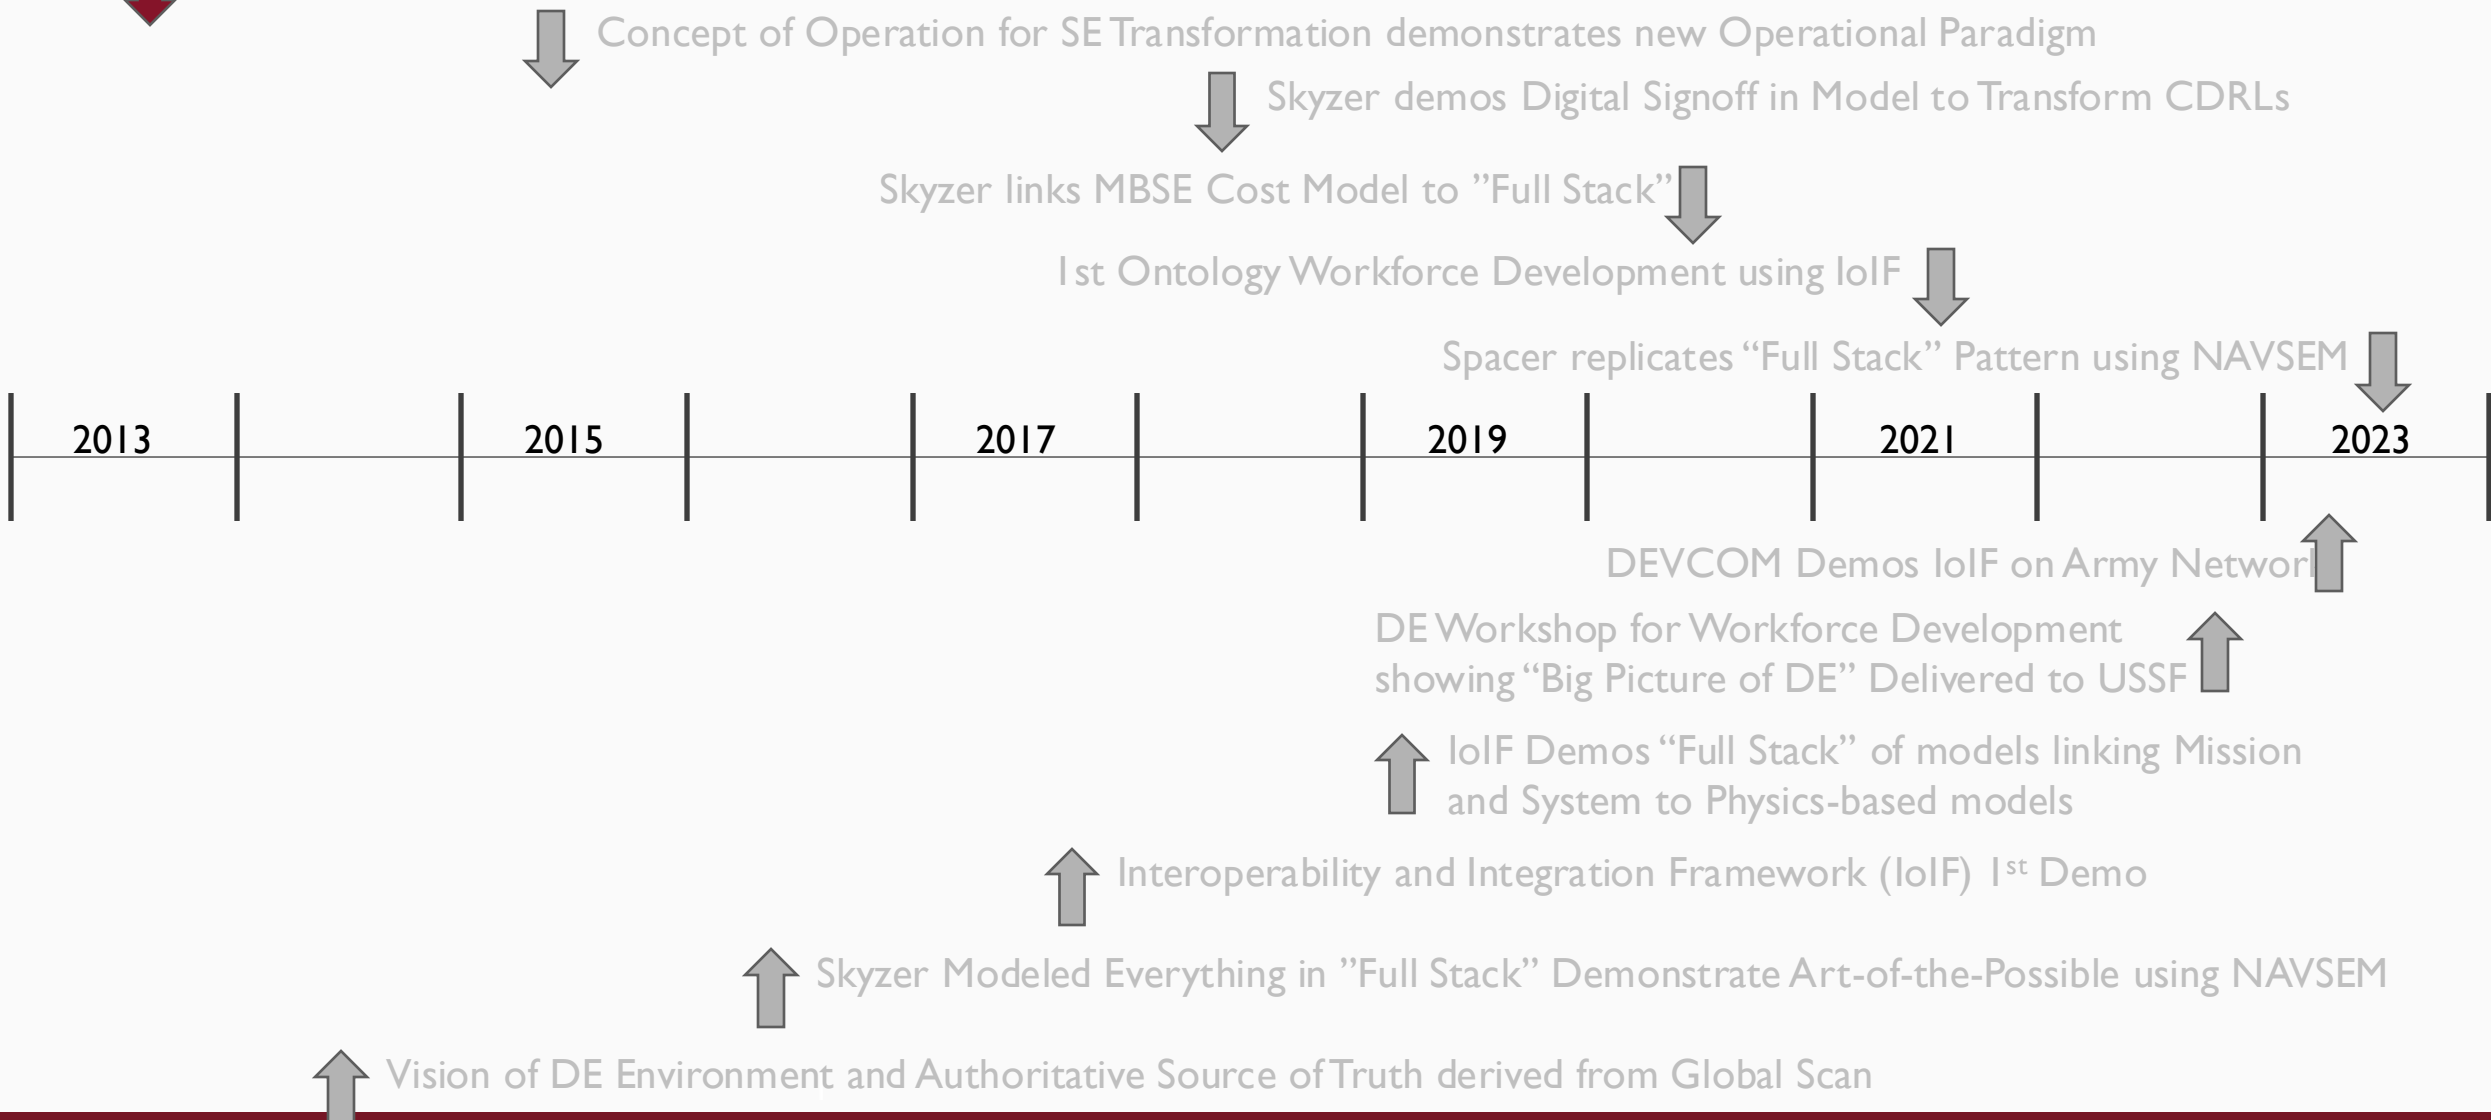 Concept of Operation for SE Transformation demonstrates new Operational Paradigm
Skyzer demos Digital Signoff in Model to Transform CDRLs
Skyzer links MBSE Cost Model to ”Full Stack”
1st Ontology Workforce Development using IoIF
Spacer replicates “Full Stack” Pattern using NAVSEM
2013 2015 2017 2019 2021 2023
DEVCOM Demos IoIF on Army Network
DE Workshop for Workforce Development
showing “Big Picture of DE” Delivered to USSF
IoIF Demos “Full Stack” of models linking Mission
and System to Physics-based models
Interoperability and Integration Framework (IoIF) 1st Demo
Skyzer Modeled Everything in ”Full Stack” Demonstrate Art-of-the-Possible using NAVSEM
Vision of DE Environment and Authoritative Source of Truth derived from Global Scan